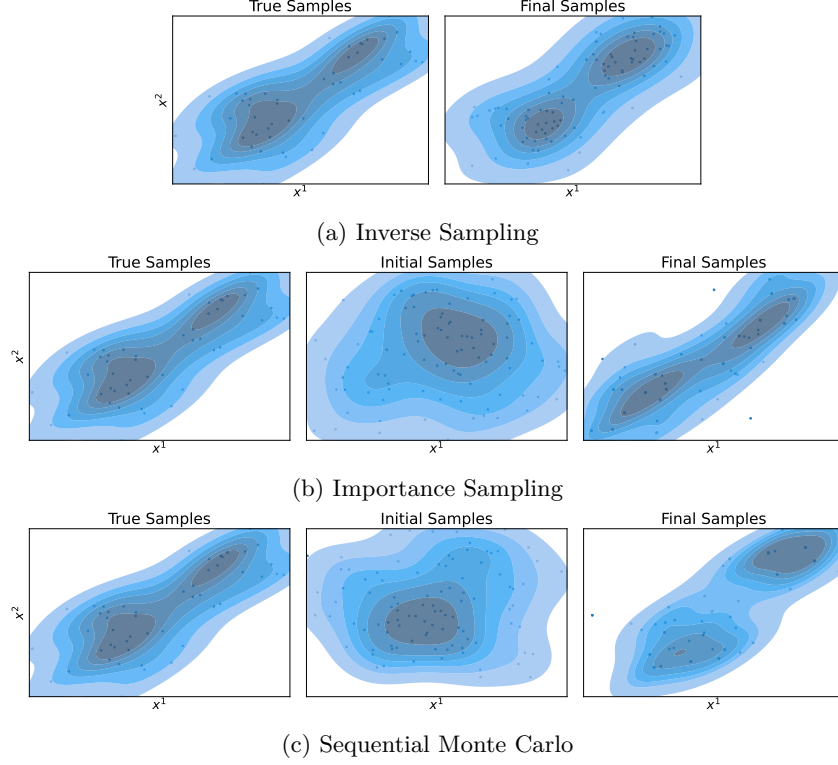 True Samples
Final Samples
x²
x¹
x¹
(a) Inverse Sampling
True Samples
Initial Samples
Final Samples
x²
x¹
x¹
x¹
(b) Importance Sampling
True Samples
Initial Samples
Final Samples
x²
x¹
x¹
x¹
(c) Sequential Monte Carlo